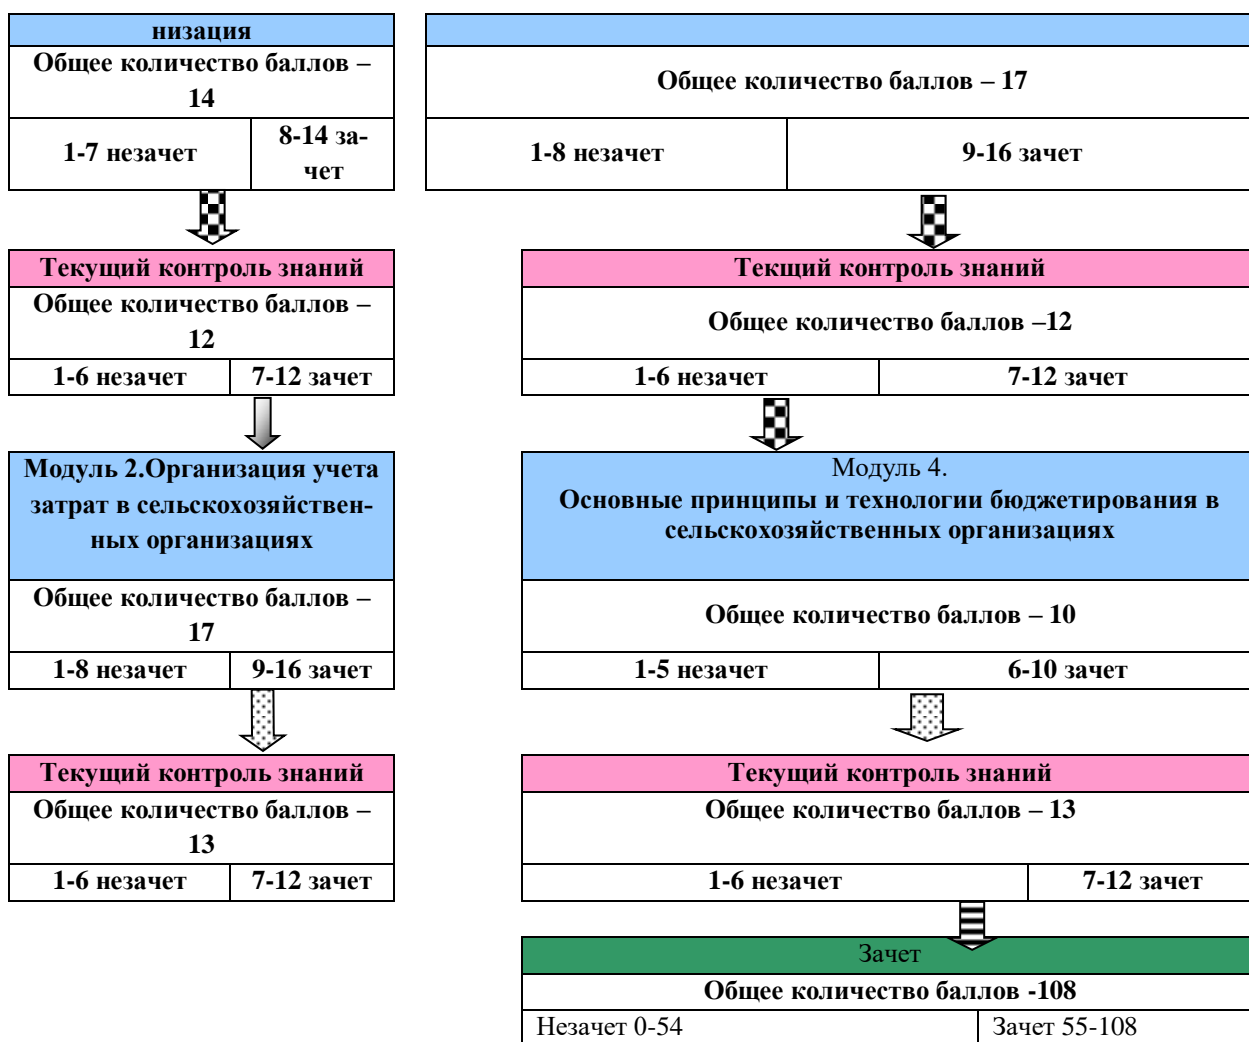 низация
Общее количество баллов –
14
1-7 незачет
8-14 за-
чет
Текущий контроль знаний
Общее количество баллов –
12
1-6 незачет
7-12 зачет
Модуль 2.Организация учета
затрат в сельскохозяйствен-
ных организациях
Общее количество баллов –
17
1-8 незачет
9-16 зачет
Текущий контроль знаний
Общее количество баллов –
13
1-6 незачет
7-12 зачет
Общее количество баллов – 17
1-8 незачет
9-16 зачет
Текщий контроль знаний
Общее количество баллов –12
1-6 незачет
7-12 зачет
Модуль 4.
Основные принципы и технологии бюджетирования в
сельскохозяйственных организациях
Общее количество баллов – 10
1-5 незачет
6-10 зачет
Текущий контроль знаний
Общее количество баллов – 13
1-6 незачет
7-12 зачет
Зачет
Общее количество баллов -108
Незачет 0-54
Зачет 55-108